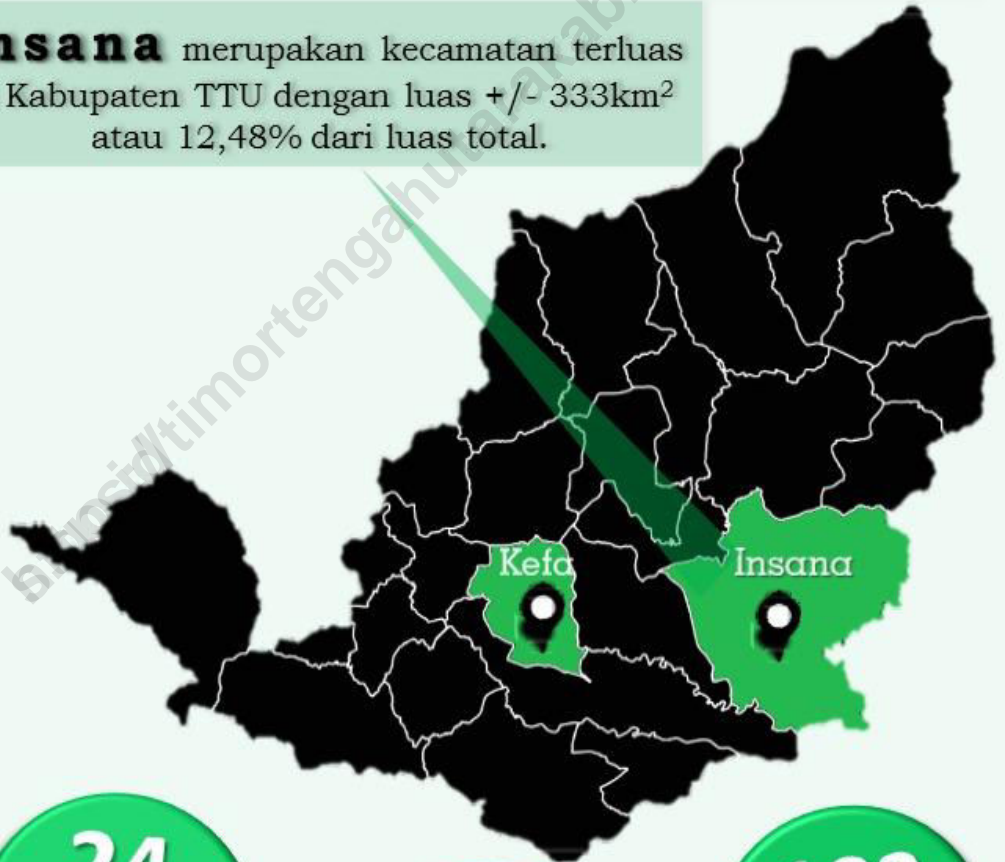 nsana merupakan kecamatan terluas
Kabupaten TTU dengan luas +/- 333km²
atau 12,48% dari luas total.
Kefa
Insana
24